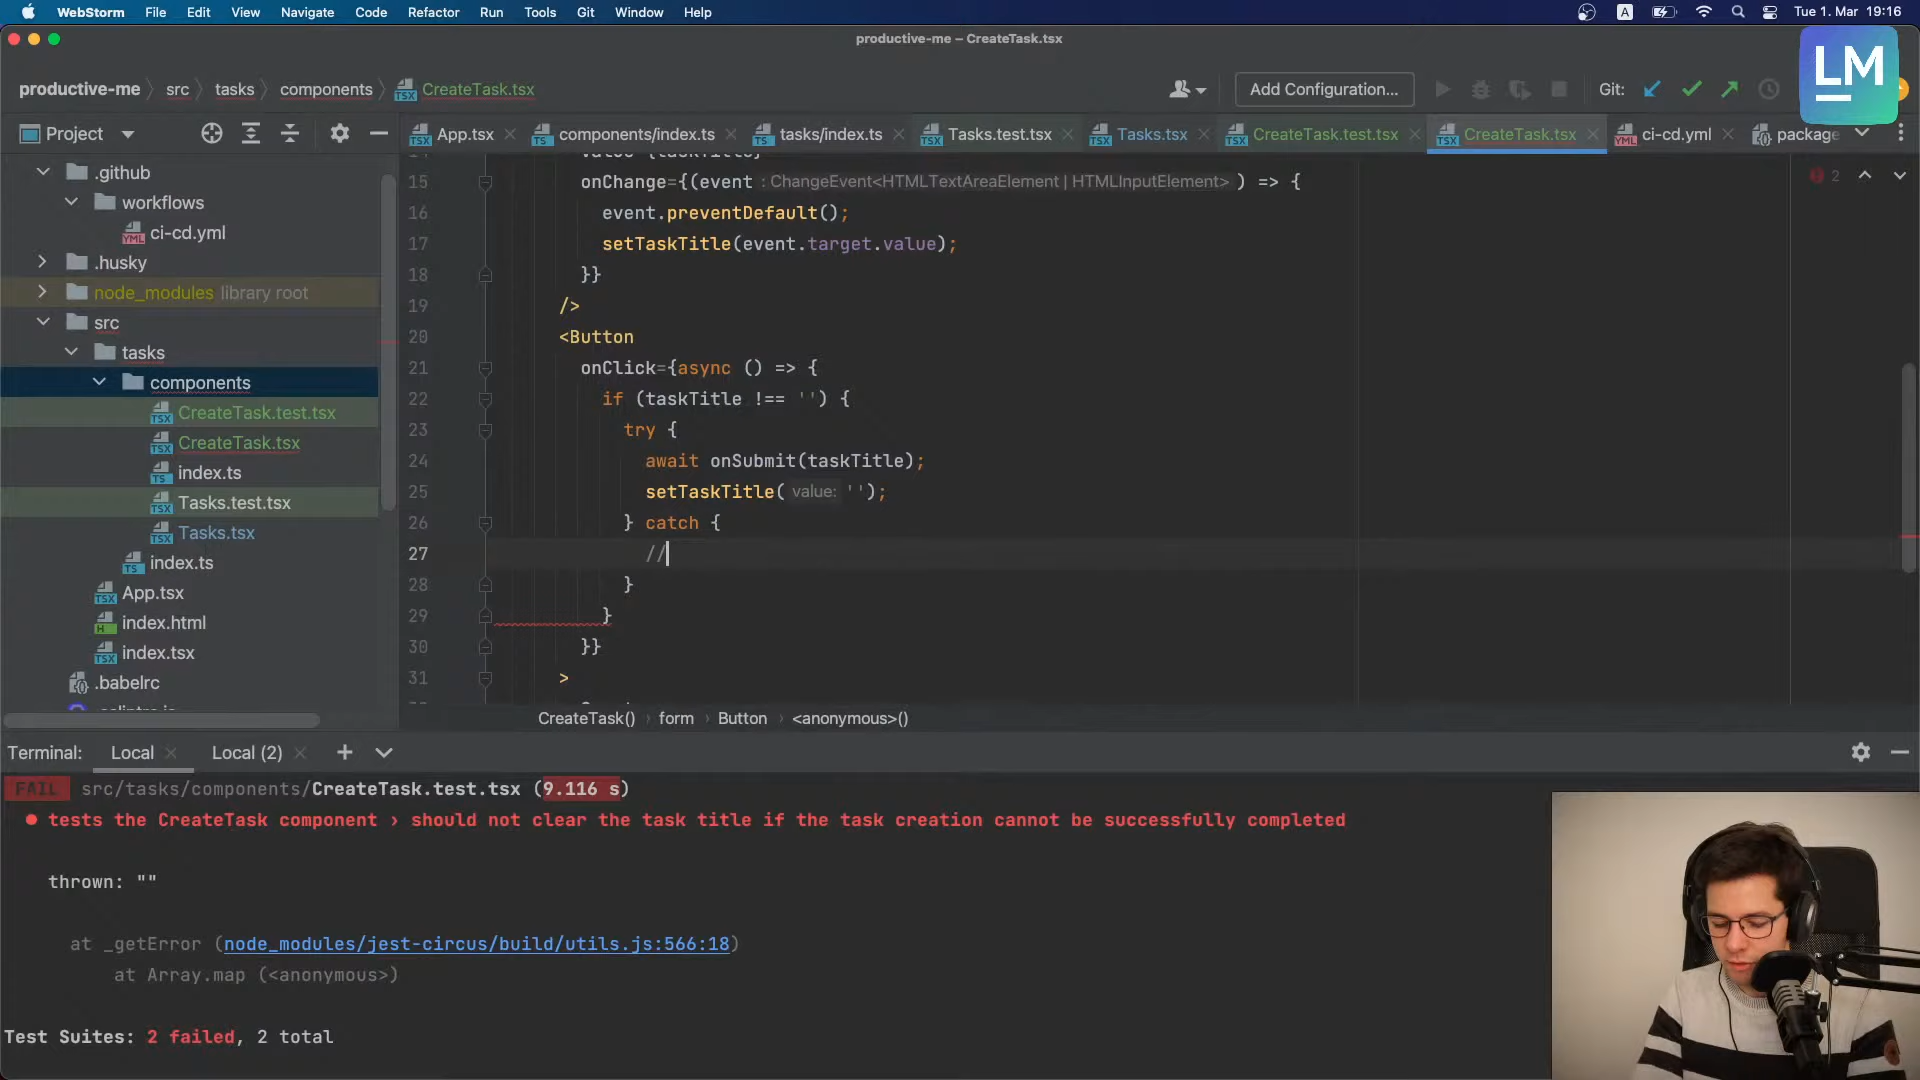 WebStorm File Edit View Navigate Code Refactor Run Tools Git Window Help A Tue 1. Mar 19:16
productive-me – CreateTask.tsx
LM
productive-me src tasks components CreateTask.tsx Add Configuration... Git:
Project App.tsx components/index.ts tasks/index.ts Tasks.test.tsx Tasks.tsx CreateTask.test.tsx CreateTask.tsx ci-cd.yml package
.github
workflows
ci-cd.yml
.husky
node_modules library root
src
tasks
components
CreateTask.test.tsx
CreateTask.tsx
index.ts
Tasks.test.tsx
Tasks.tsx
index.ts
App.tsx
index.html
index.tsx
.babelrc
2
15 onChange={(event : ChangeEvent<HTMLTextAreaElement | HTMLInputElement> ) => {
16 event.preventDefault();
17 setTaskTitle(event.target.value);
18 }}
19 />
20 <Button
21 onClick={async () => {
22 if (taskTitle !== '') {
23 try {
24 await onSubmit(taskTitle);
25 setTaskTitle( value: '');
26 } catch {
27 //
28 }
29 }
30 }}
31 >
CreateTask() form Button <anonymous>()
Terminal: Local Local (2)
FAIL src/tasks/components/CreateTask.test.tsx (9.116 s)
● tests the CreateTask component › should not clear the task title if the task creation cannot be successfully completed
thrown: ""
at _getError (node_modules/jest-circus/build/utils.js:566:18)
at Array.map (<anonymous>)
Test Suites: 2 failed, 2 total